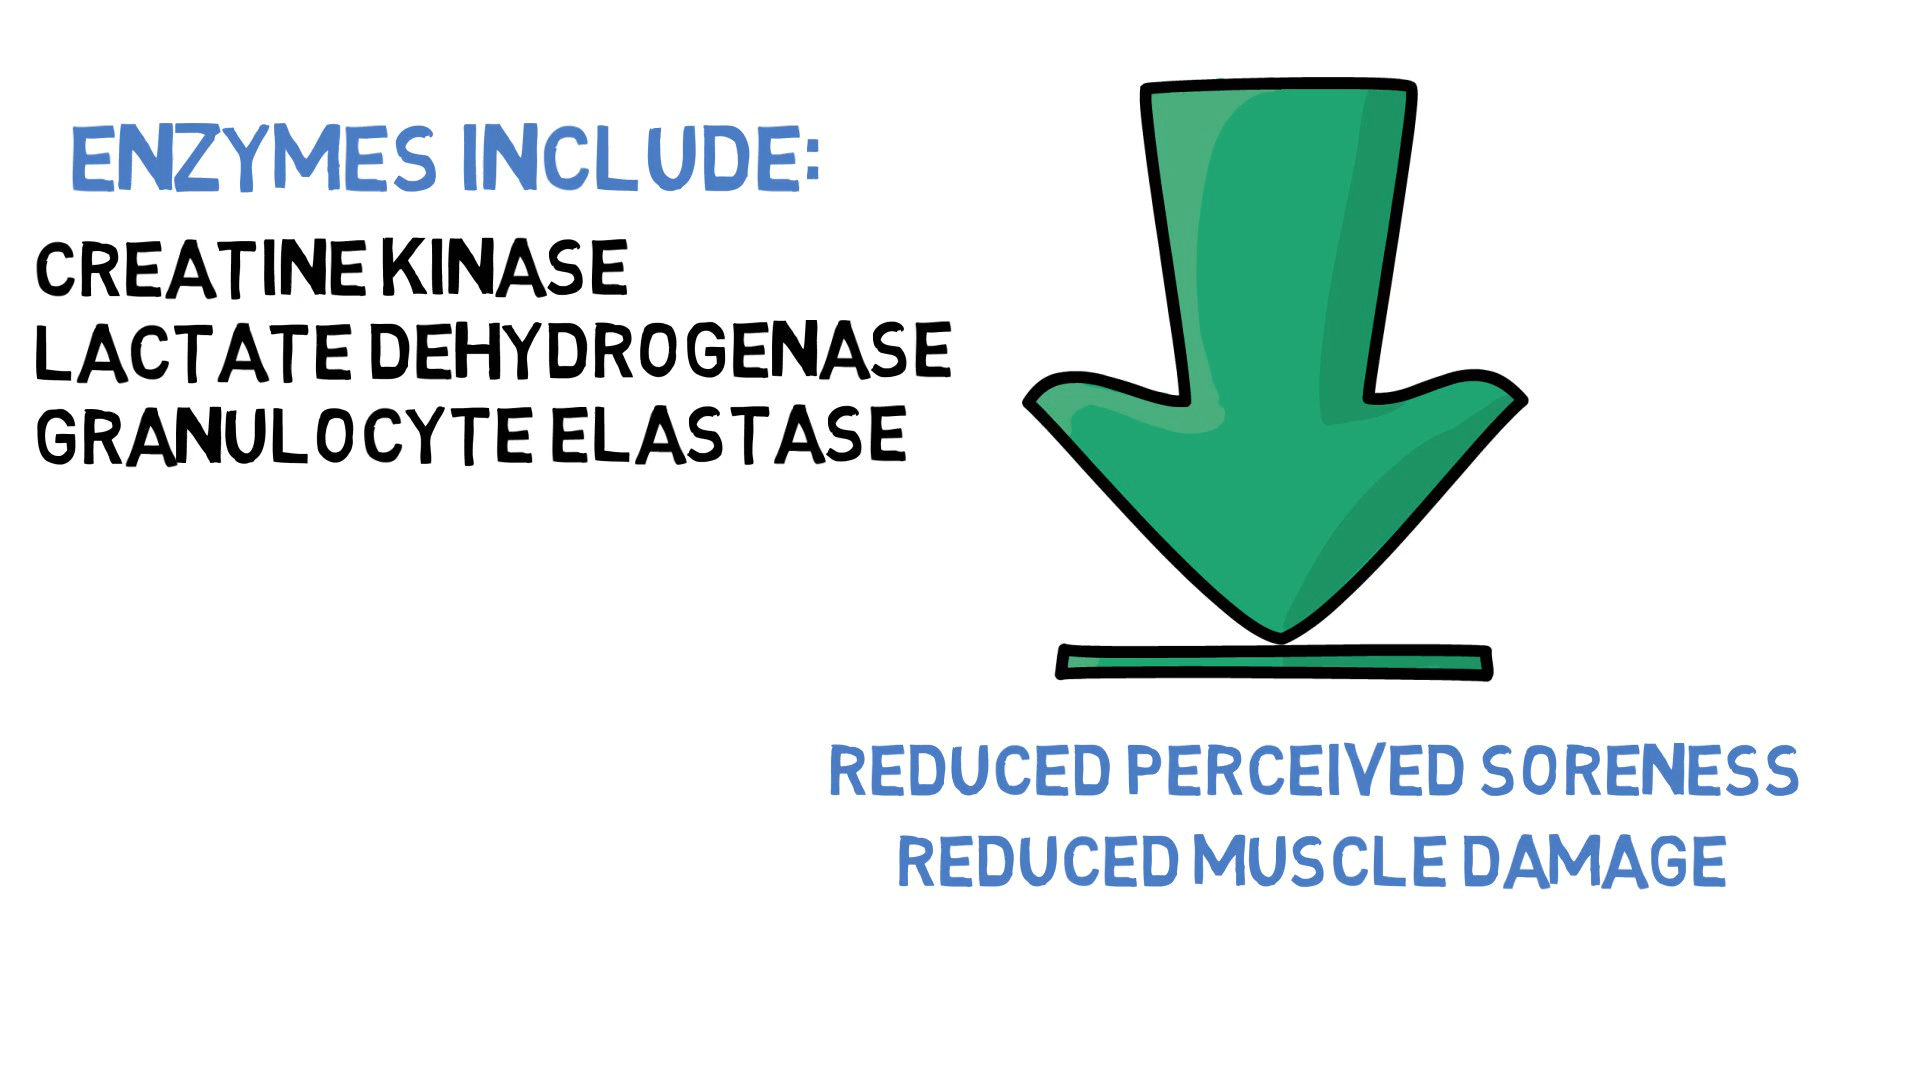 ENZYMES INCLUDE:
CREATINE KINASE
LACTATE DEHYDROGENASE
GRANULOCYTE ELASTASE
REDUCED PERCEIVED SORENESS
REDUCED MUSCLE DAMAGE